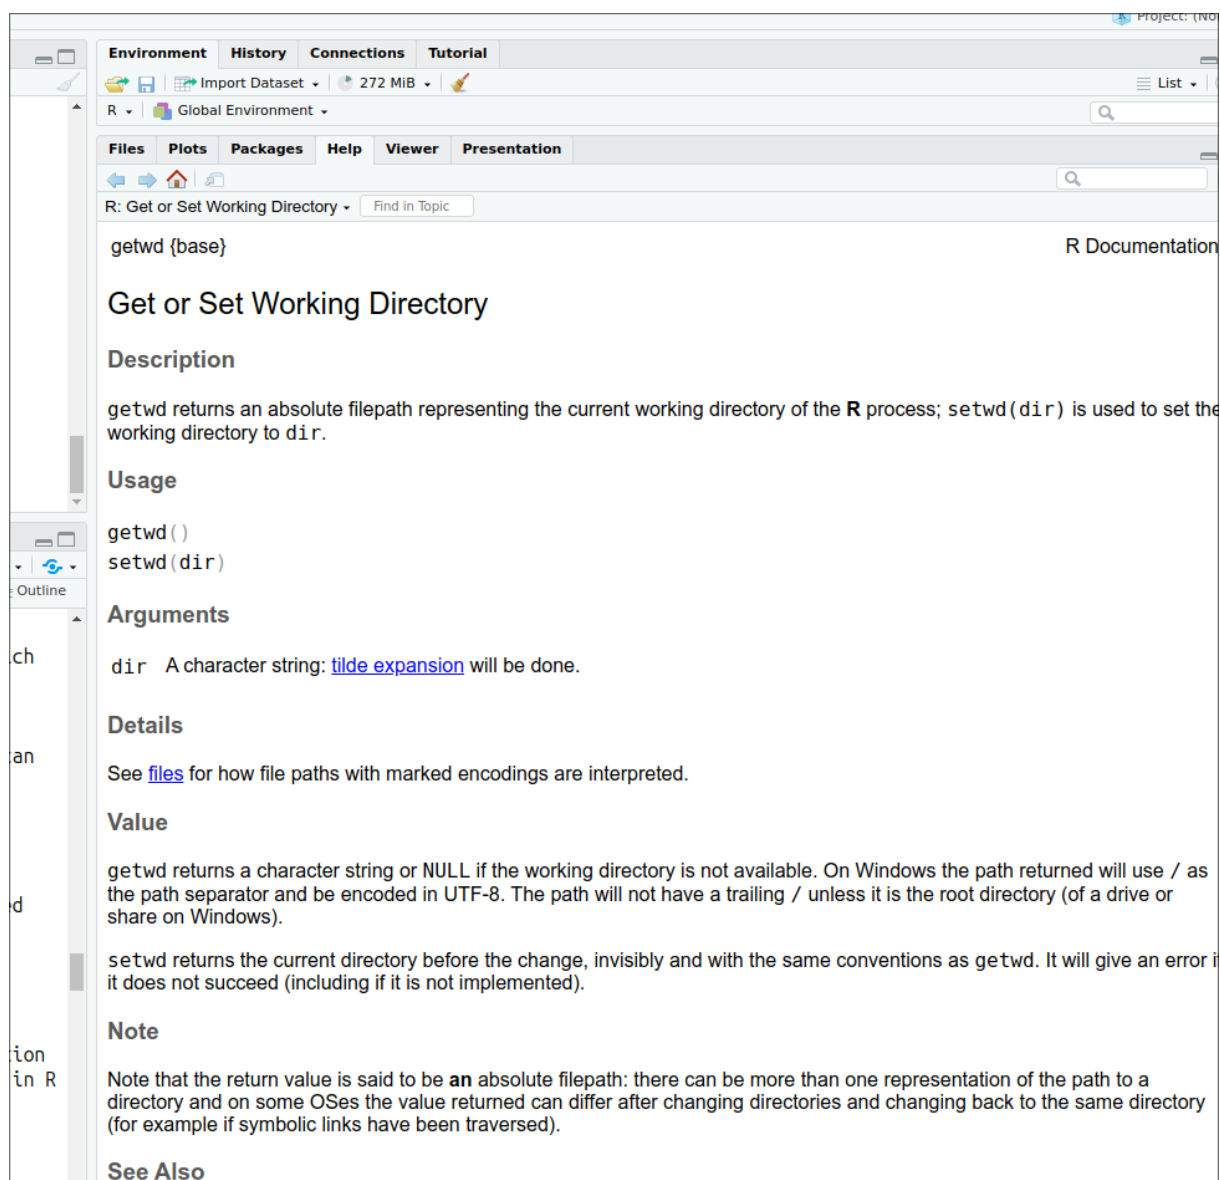 Project: (Non
Environment History Connections Tutorial
Import Dataset 272 MiB List
R Global Environment
Files Plots Packages Help Viewer Presentation
R: Get or Set Working Directory Find in Topic
getwd {base} R Documentation
Get or Set Working Directory
Description
getwd returns an absolute filepath representing the current working directory of the R process; setwd(dir) is used to set the
working directory to dir.
Usage
getwd()
setwd(dir)
Outline
Arguments
ch
dir A character string: tilde expansion will be done.
Details
an
See files for how file paths with marked encodings are interpreted.
Value
getwd returns a character string or NULL if the working directory is not available. On Windows the path returned will use / as
the path separator and be encoded in UTF-8. The path will not have a trailing / unless it is the root directory (of a drive or
ed
share on Windows).
setwd returns the current directory before the change, invisibly and with the same conventions as getwd. It will give an error if
it does not succeed (including if it is not implemented).
Note
ion
in R
Note that the return value is said to be an absolute filepath: there can be more than one representation of the path to a
directory and on some OSes the value returned can differ after changing directories and changing back to the same directory
(for example if symbolic links have been traversed).
See Also